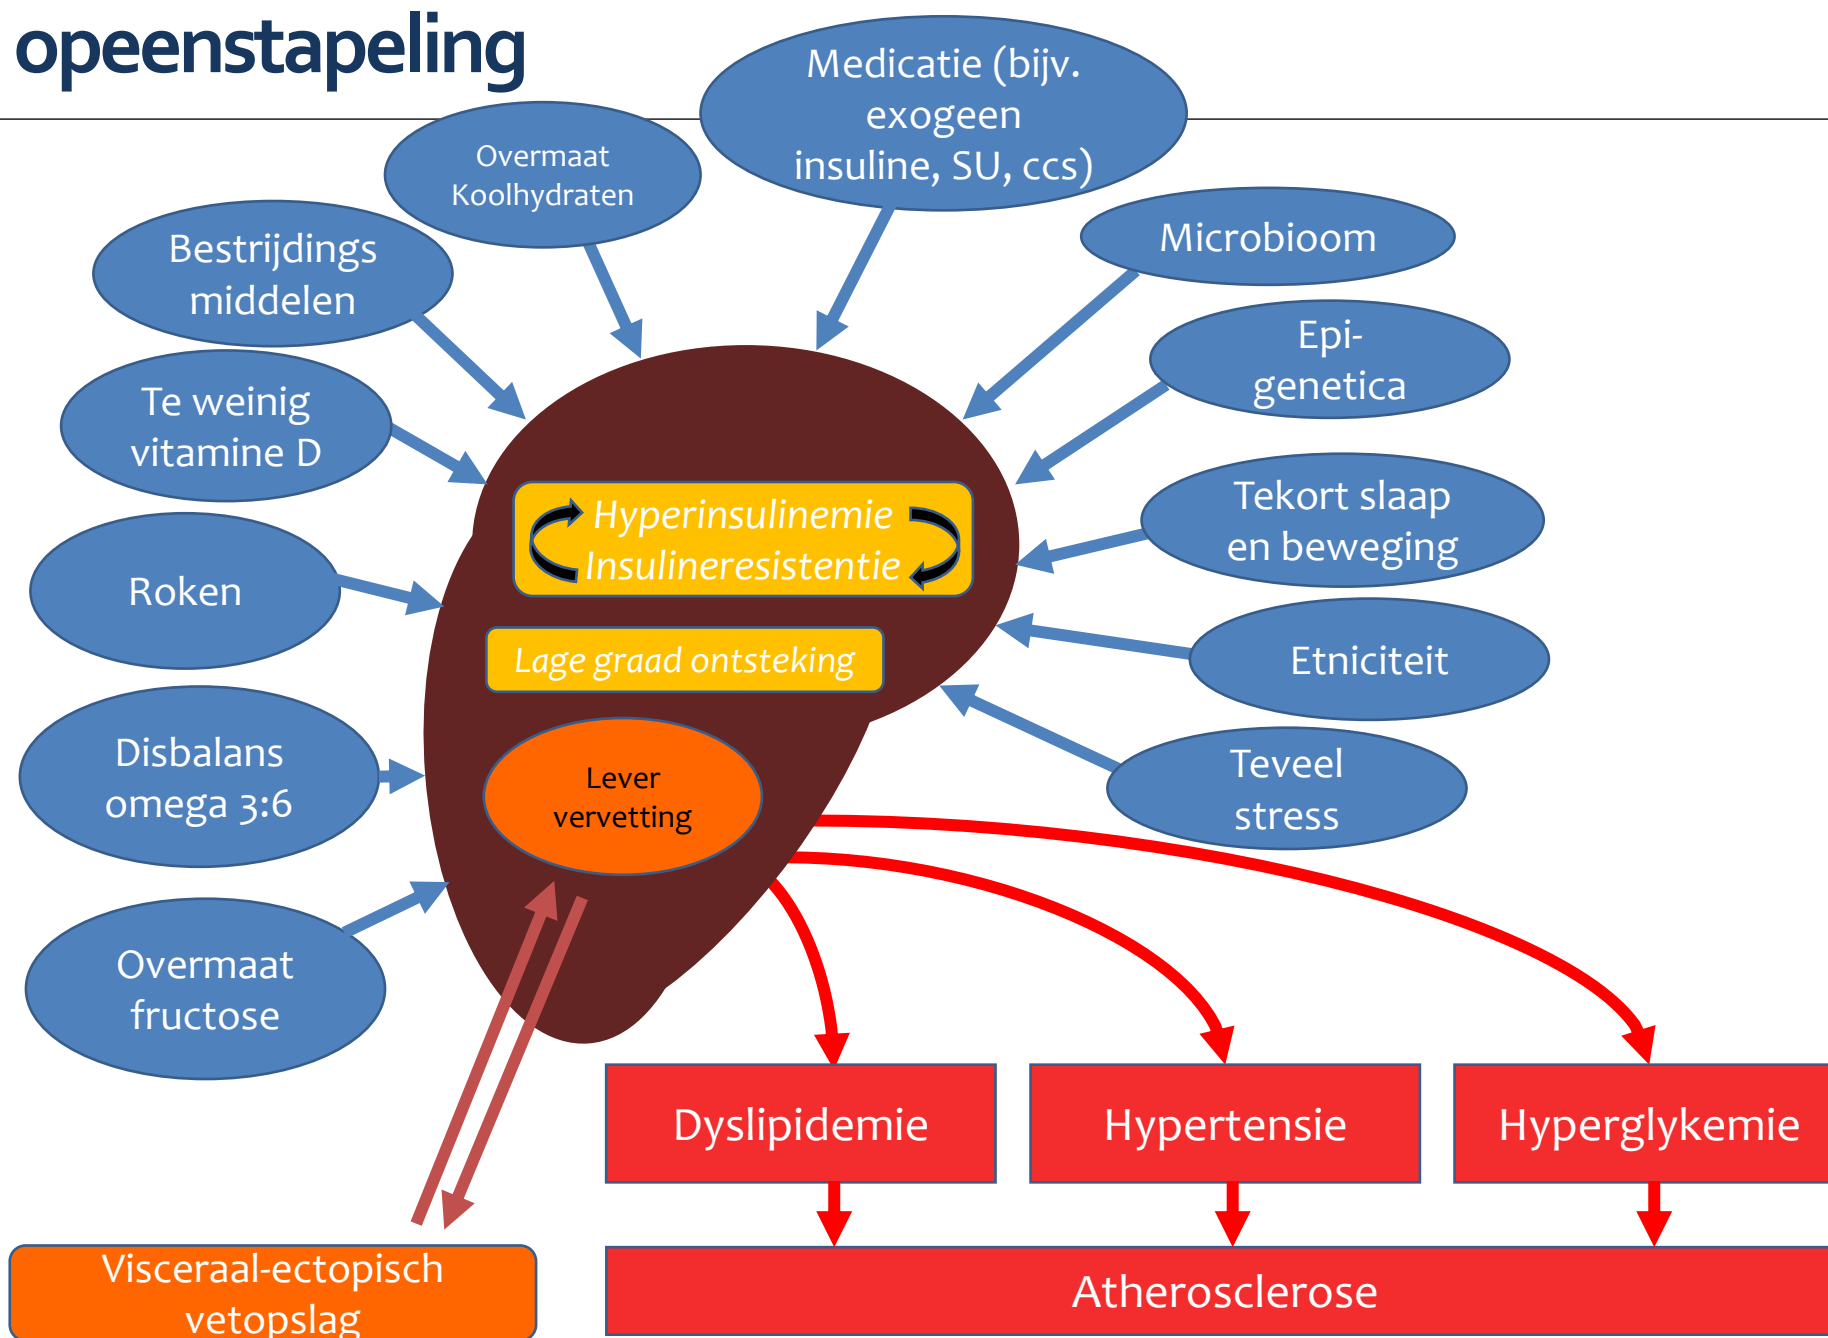 opeenstapeling
Medicatie (bijv.
exogeen
insuline, SU, ccs)
Overmaat
Koolhydraten
Microbioom
Bestrijdings
middelen
Epi-
genetica
Te weinig
vitamine D
Tekort slaap
en beweging
Hyperinsulinemie
Insulineresistentie
Roken
Lage graad ontsteking
Etniciteit
Disbalans
omega 3:6
Lever
vervetting
Teveel
stress
Overmaat
fructose
Dyslipidemie
Hypertensie
Hyperglykemie
Visceraal-ectopisch
vetopslag
Atherosclerose